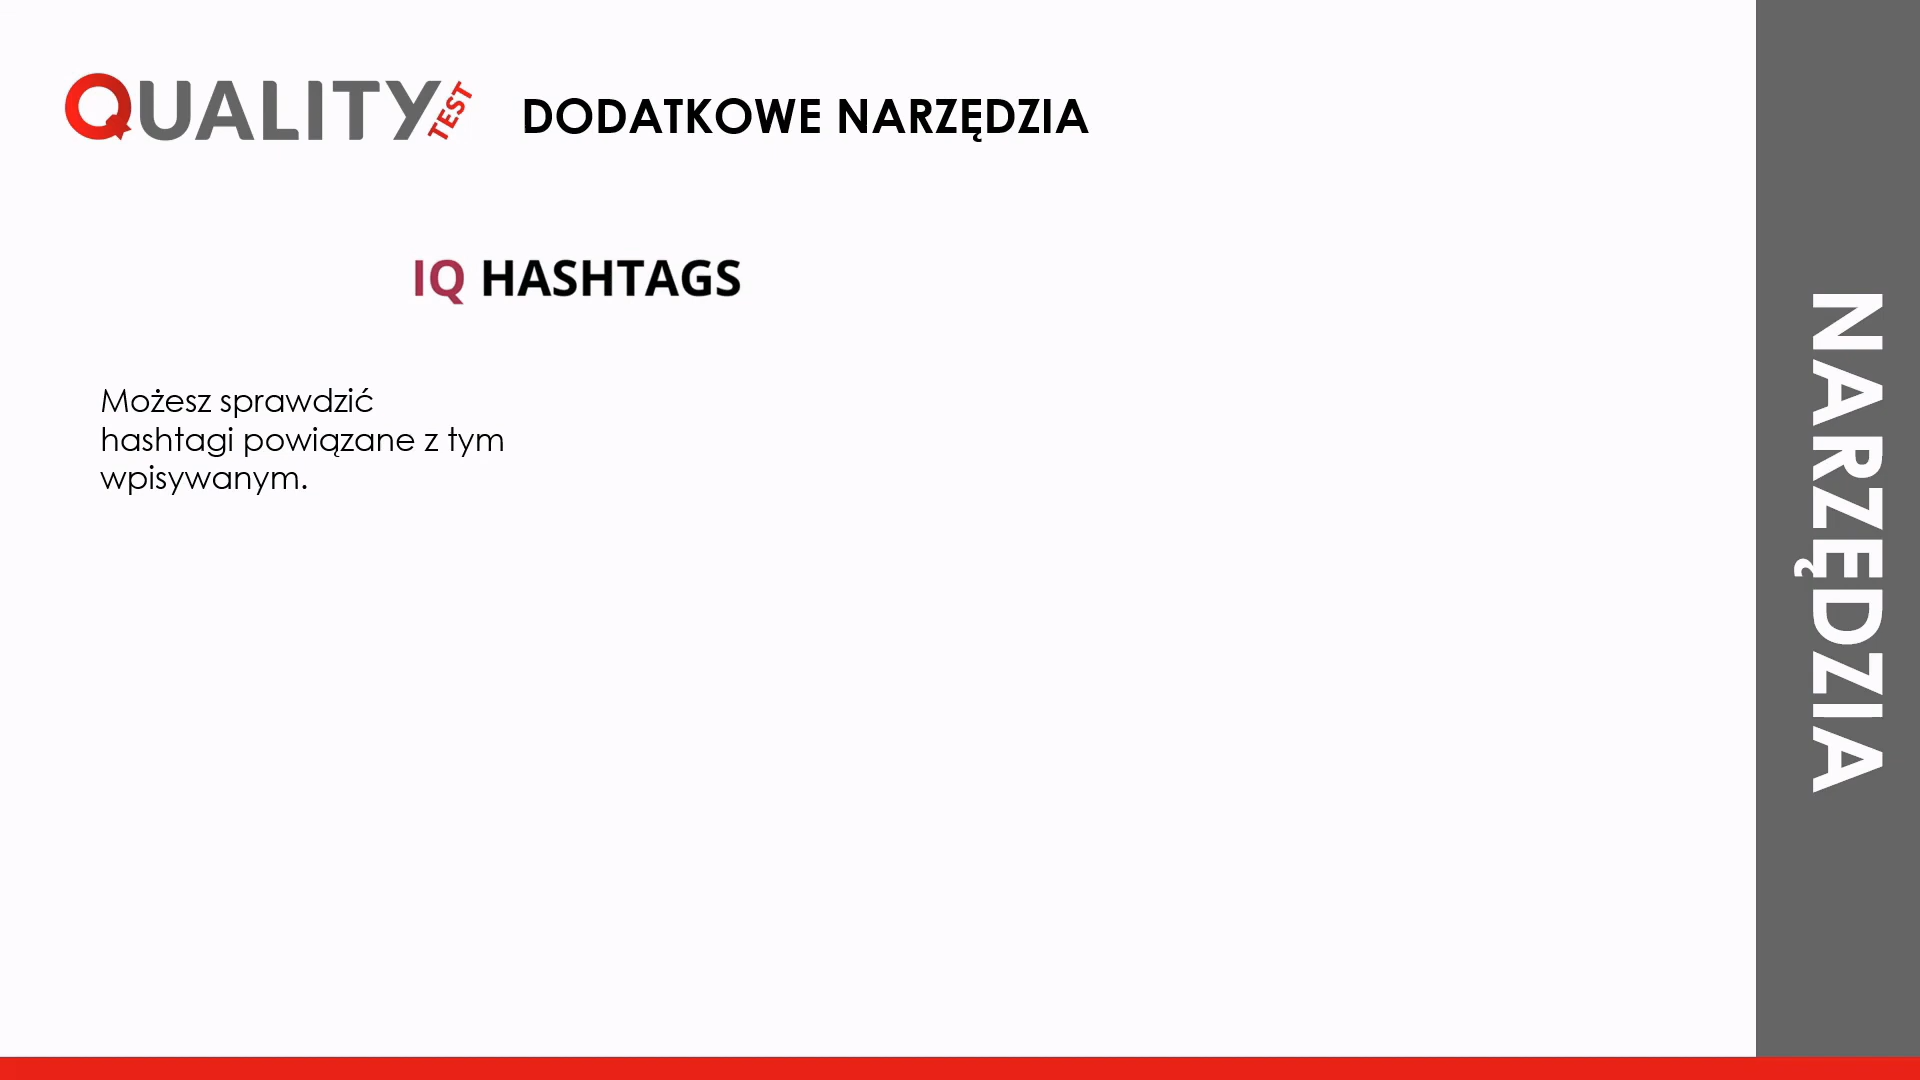 QUALITY TEST
DODATKOWE NARZĘDZIA
IQ HASHTAGS
Możesz sprawdzić
hashtagi powiązane z tym
wpisywanym.
NARZĘDZIA